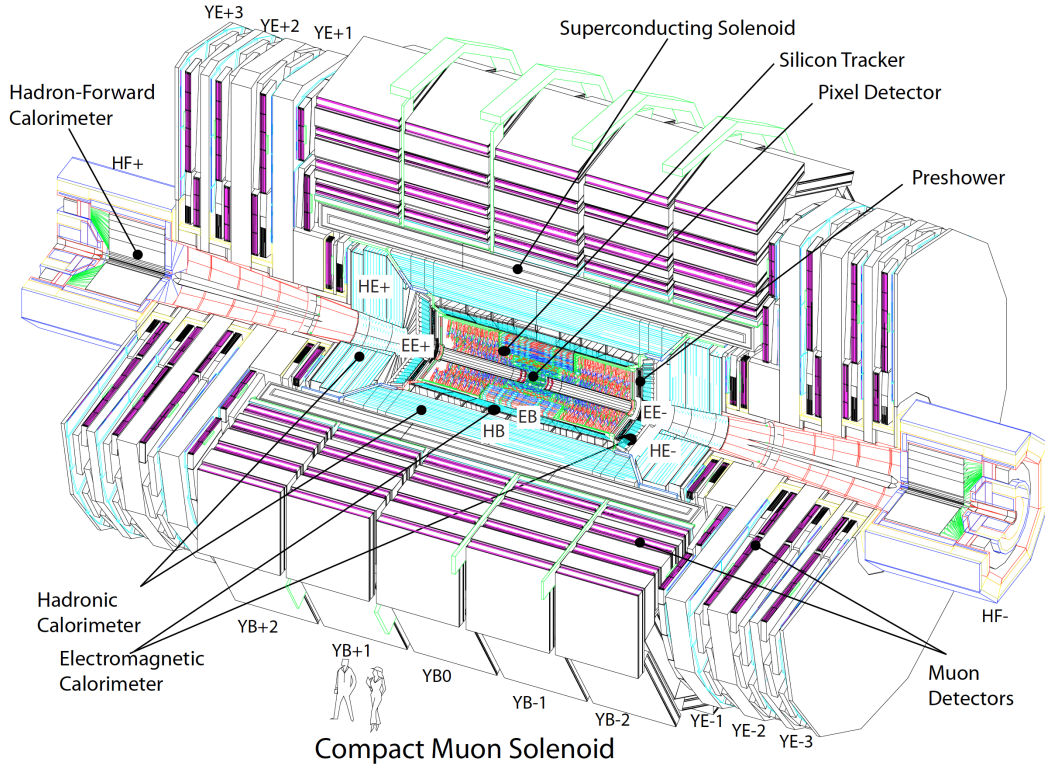 YE+3
YE+2
YE+1
Superconducting Solenoid
Silicon Tracker
Pixel Detector
Hadron-Forward
Calorimeter
HF+
Preshower
HE+
EE+
EB
EE-
HB
HE-
Hadronic
Calorimeter
Electromagnetic
Calorimeter
YB+2
YB+1
YB0
YB-1
YB-2
YE-1
YE-2
YE-3
HF-
Muon
Detectors
Compact Muon Solenoid